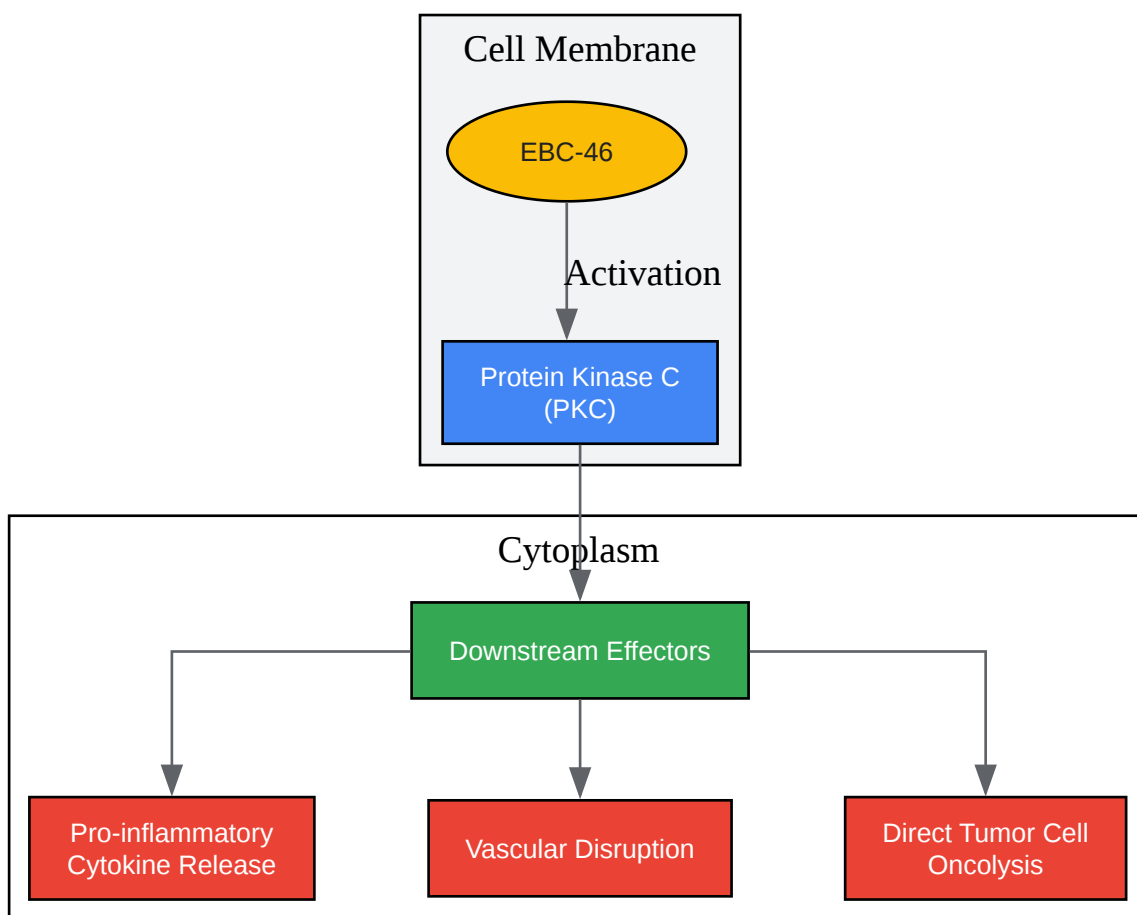 Cell Membrane
EBC-46
Activation
Protein Kinase C
(PKC)
Cytoplasm
Downstream Effectors
Pro-inflammatory
Cytokine Release
Vascular Disruption
Direct Tumor Cell
Oncolysis